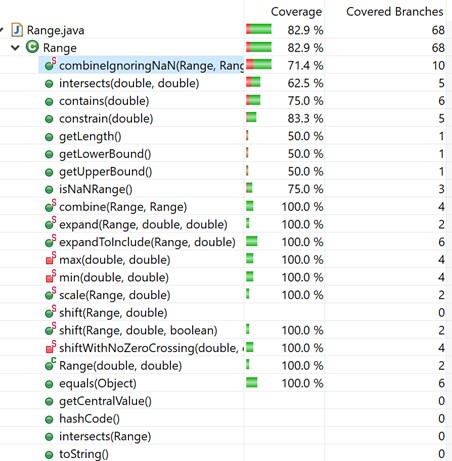 Coverage Covered Branches
Range.java 82.9 % 68
Range 82.9 % 68
combineIgnoringNaN(Range, Rang 71.4 % 10
intersects(double, double) 62.5 % 5
contains(double) 75.0 % 6
constrain(double) 83.3 % 5
getLength() 50.0 % 1
getLowerBound() 50.0 % 1
getUpperBound() 50.0 % 1
isNaNRange() 75.0 % 3
combine(Range, Range) 100.0 % 4
expand(Range, double, double) 100.0 % 2
expandToInclude(Range, double) 100.0 % 6
max(double, double) 100.0 % 4
min(double, double) 100.0 % 4
scale(Range, double) 100.0 % 2
shift(Range, double) 0
shift(Range, double, boolean) 100.0 % 2
shiftWithNoZeroCrossing(double, 100.0 % 4
Range(double, double) 100.0 % 2
equals(Object) 100.0 % 6
getCentralValue() 0
hashCode() 0
intersects(Range) 0
toString() 0